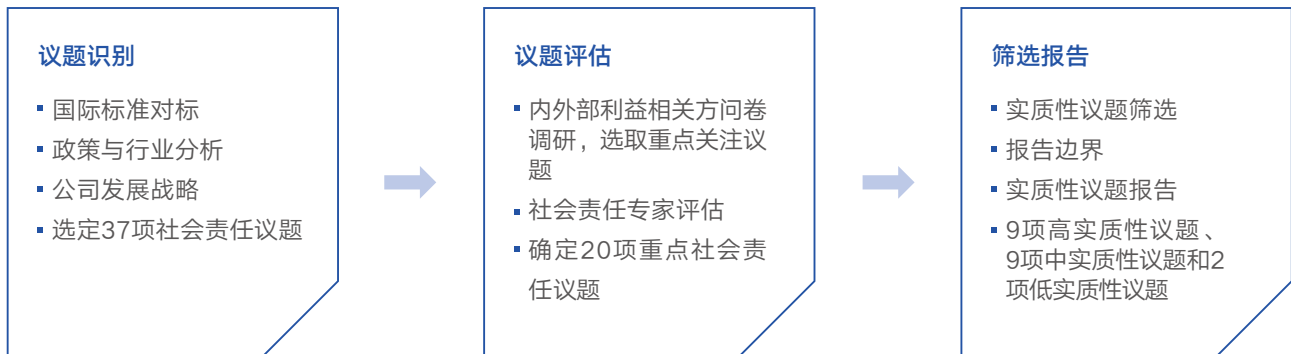 议题识别
国际标准对标
政策与行业分析
公司发展战略
选定37项社会责任议题
议题评估
内外部利益相关方问卷
调研，选取重点关注议
题
社会责任专家评估
确定20项重点社会责
任议题
筛选报告
实质性议题筛选
报告边界
实质性议题报告
9项高实质性议题、
9项中实质性议题和2
项低实质性议题